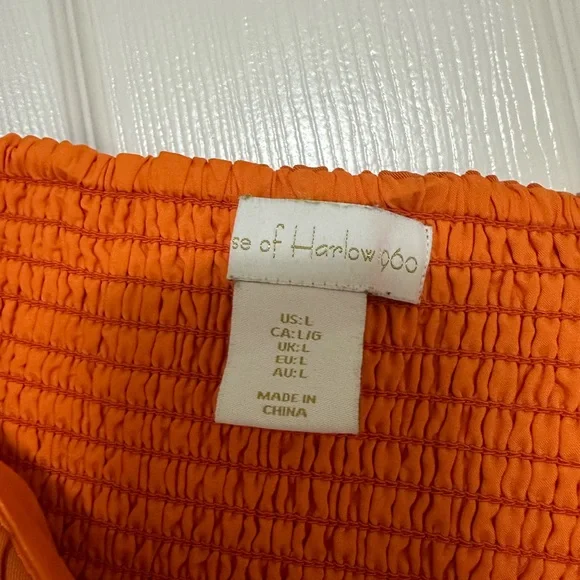 se of Harlow 960
US: L
CA: L/G
UK: L
EU: L
AU: L
MADE IN
CHINA